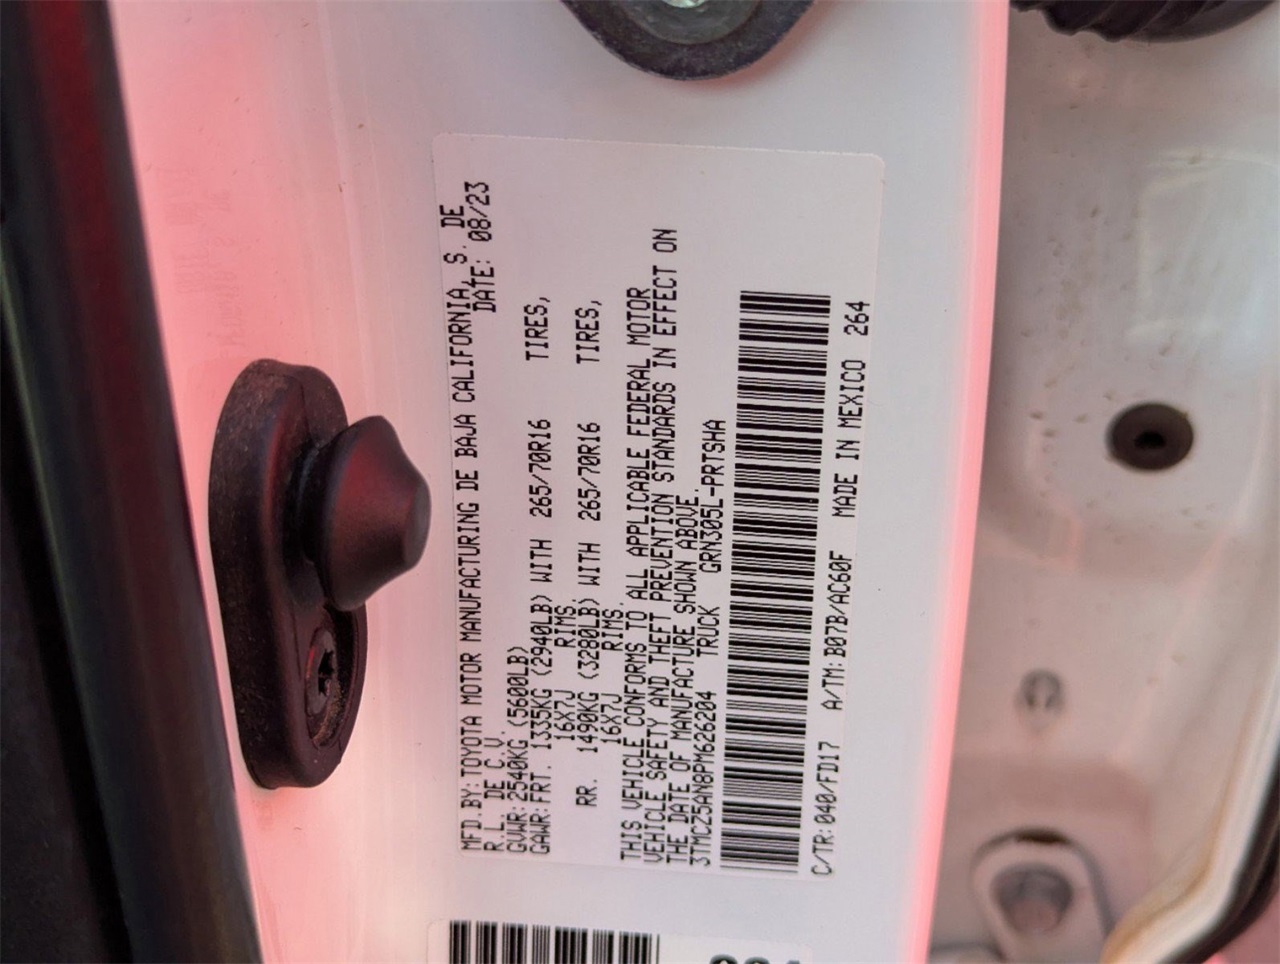 MFD.BY:TOYOTA MOTOR MANUFACTURING DE BAJA CALIFORNIA,S. DE
R.L. DE C.V. DATE: 08/23
GVWR:2540KG (5600LB)
GAWR:FRT. 1335KG (2940LB) WITH 265/70R16 TIRES,
16X7J RIMS.
RR. 1490KG (3280LB) WITH 265/70R16 TIRES,
16X7J RIMS.
THIS VEHICLE CONFORMS TO ALL APPLICABLE FEDERAL MOTOR
VEHICLE SAFETY AND THEFT PREVENTION STANDARDS IN EFFECT ON
THE DATE OF MANUFACTURE SHOWN ABOVE.
3TMCZ5AN8PM626204 TRUCK GRN305L-PRTSHA
C/TR:040/FD17 A/TM:B07B/AC60F MADE IN MEXICO 264